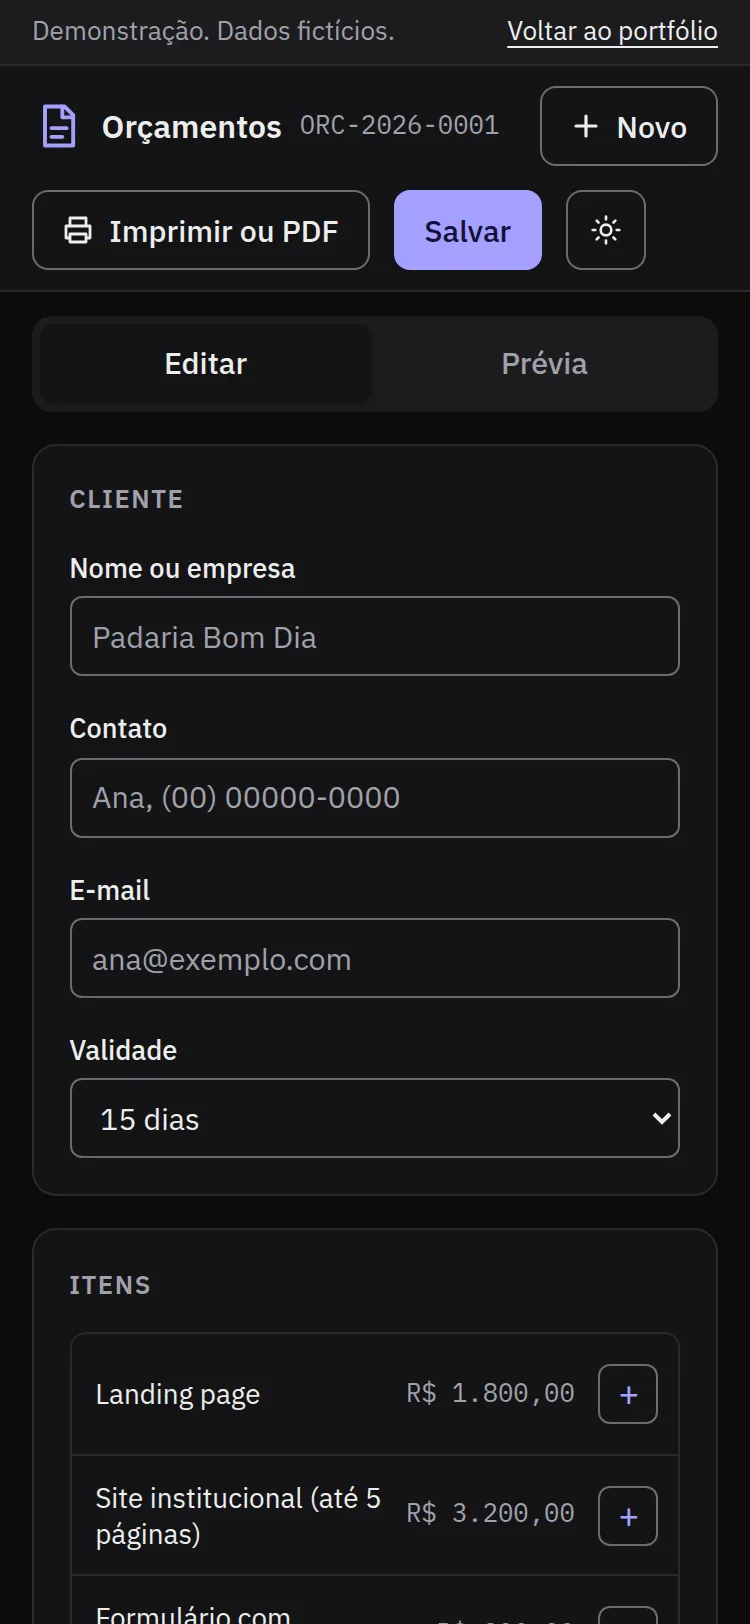 Demonstração. Dados fictícios.
Voltar ao portfólio
Orçamentos ORC-2026-0001
Novo
Imprimir ou PDF
Salvar
Editar
Prévia
CLIENTE
Nome ou empresa
Padaria Bom Dia
Contato
Ana, (00) 00000-0000
E-mail
ana@exemplo.com
Validade
15 dias
ITENS
Landing page
R$ 1.800,00
+
Site institucional (até 5
páginas)
R$ 3.200,00
+
Formulário com